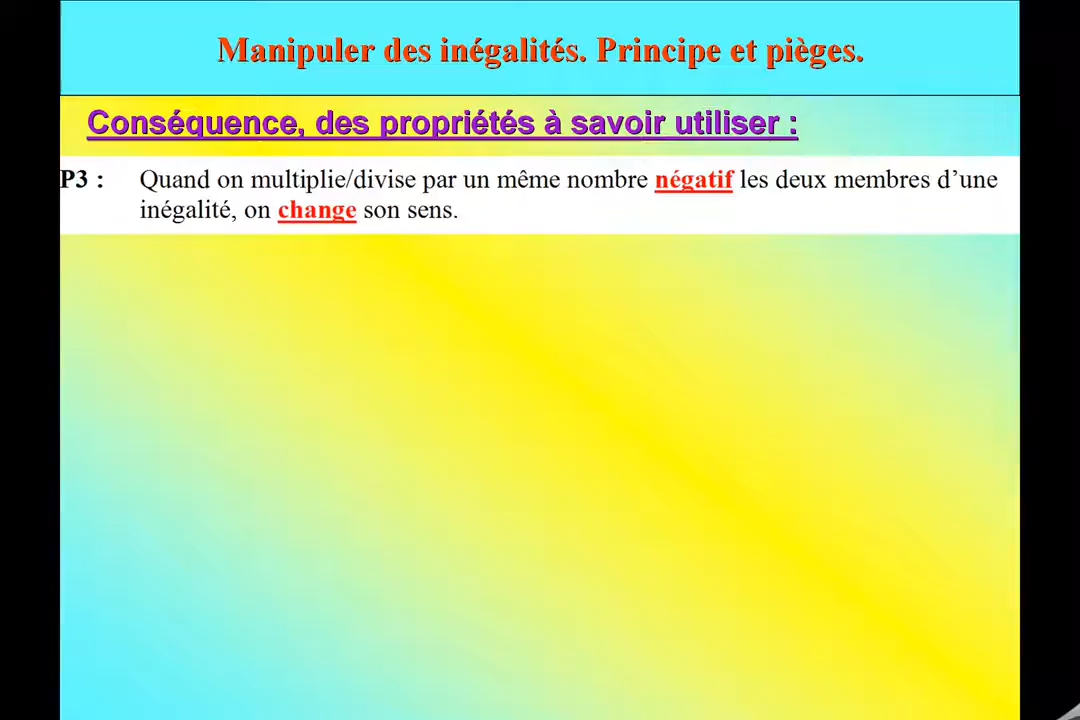 Manipuler des inégalités. Principe et pièges.
Conséquence, des propriétés à savoir utiliser :
P3 : Quand on multiplie/divise par un même nombre négatif les deux membres d’une
inégalité, on change son sens.